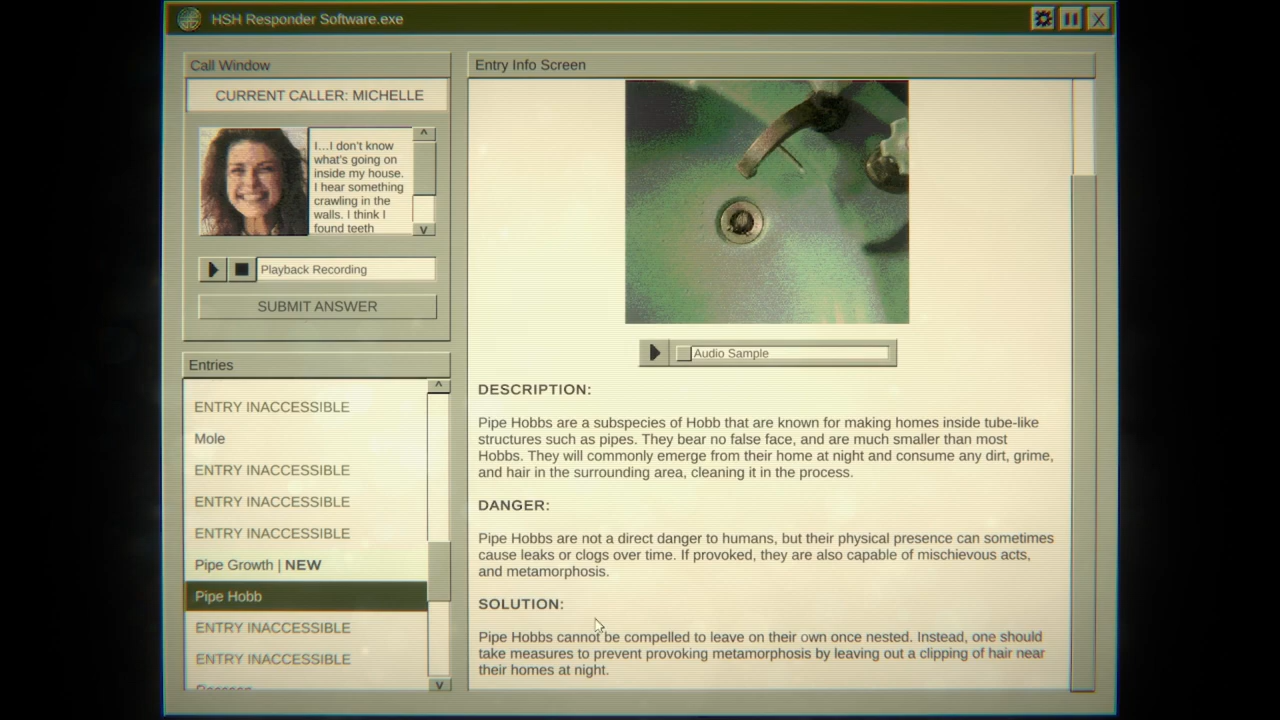 HSH Responder Software.exe
Call Window
CURRENT CALLER: MICHELLE
I...I don't know
what's going on
inside my house.
I hear something
crawling in the
walls. I think I
found teeth
Playback Recording
SUBMIT ANSWER
Entries
ENTRY INACCESSIBLE
Mole
ENTRY INACCESSIBLE
ENTRY INACCESSIBLE
ENTRY INACCESSIBLE
Pipe Growth | NEW
Pipe Hobb
ENTRY INACCESSIBLE
ENTRY INACCESSIBLE
Entry Info Screen
Audio Sample
DESCRIPTION:
Pipe Hobbs are a subspecies of Hobb that are known for making homes inside tube-like
structures such as pipes. They bear no false face, and are much smaller than most
Hobbs. They will commonly emerge from their home at night and consume any dirt, grime,
and hair in the surrounding area, cleaning it in the process.
DANGER:
Pipe Hobbs are not a direct danger to humans, but their physical presence can sometimes
cause leaks or clogs over time. If provoked, they are also capable of mischievous acts,
and metamorphosis.
SOLUTION:
Pipe Hobbs cannot be compelled to leave on their own once nested. Instead, one should
take measures to prevent provoking metamorphosis by leaving out a clipping of hair near
their homes at night.